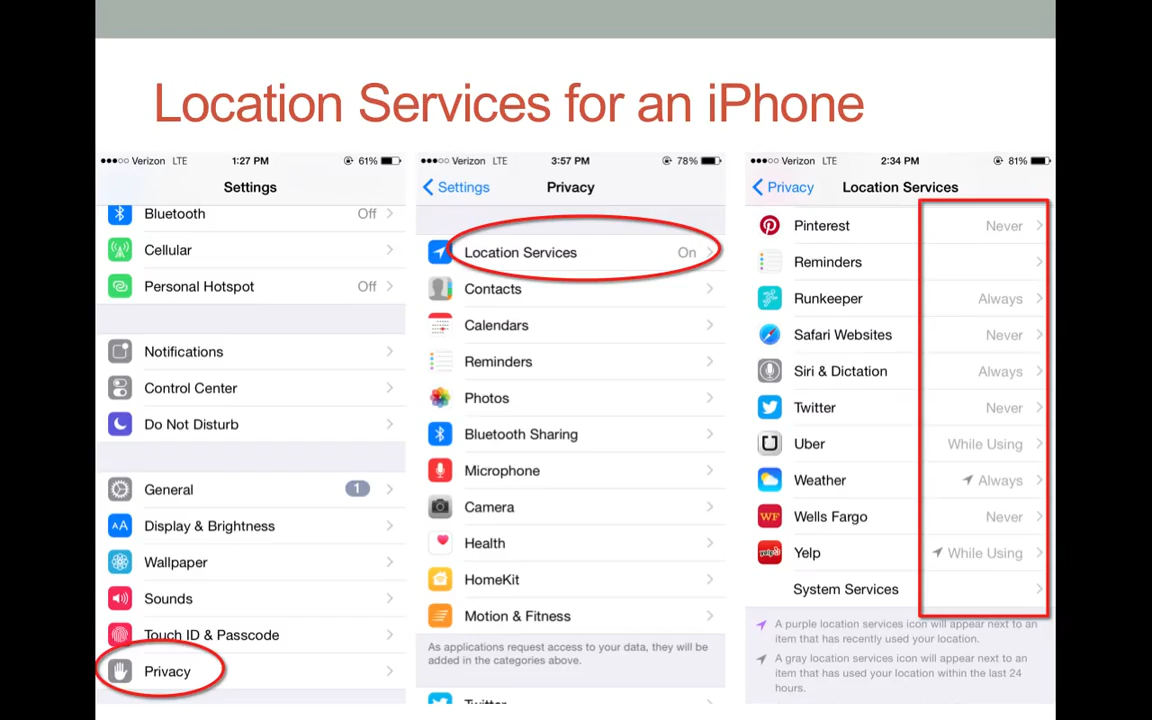 Location Services for an iPhone
Verizon LTE 1:27 PM 61%
Settings
Bluetooth Off
Cellular
Personal Hotspot Off
Notifications
Control Center
Do Not Disturb
General 1
AA Display & Brightness
Wallpaper
Sounds
Touch ID & Passcode
Privacy
Verizon LTE 3:57 PM 78%
Settings Privacy
Location Services On
Contacts
Calendars
Reminders
Photos
Bluetooth Sharing
Microphone
Camera
Health
HomeKit
Motion & Fitness
As applications request access to your data, they will be
added in the categories above.
Twitter
Verizon LTE 2:34 PM 81%
Privacy Location Services
Pinterest Never
Reminders
Runkeeper Always
Safari Websites Never
Siri & Dictation Always
Twitter Never
Uber While Using
Weather Always
WF Wells Fargo Never
yelp Yelp While Using
System Services
A purple location services icon will appear next to an
item that has recently used your location.
A gray location services icon will appear next to an
item that has used your location within the last 24
hours.